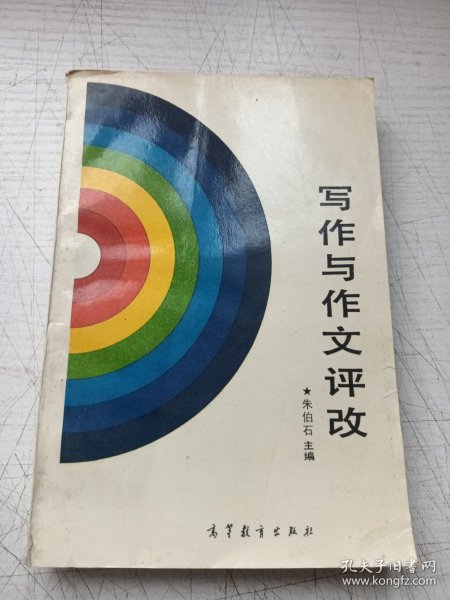 写作与作文评改
★朱伯石 主编
高等教育出版社
孔夫子旧书网
www.kongfz.com